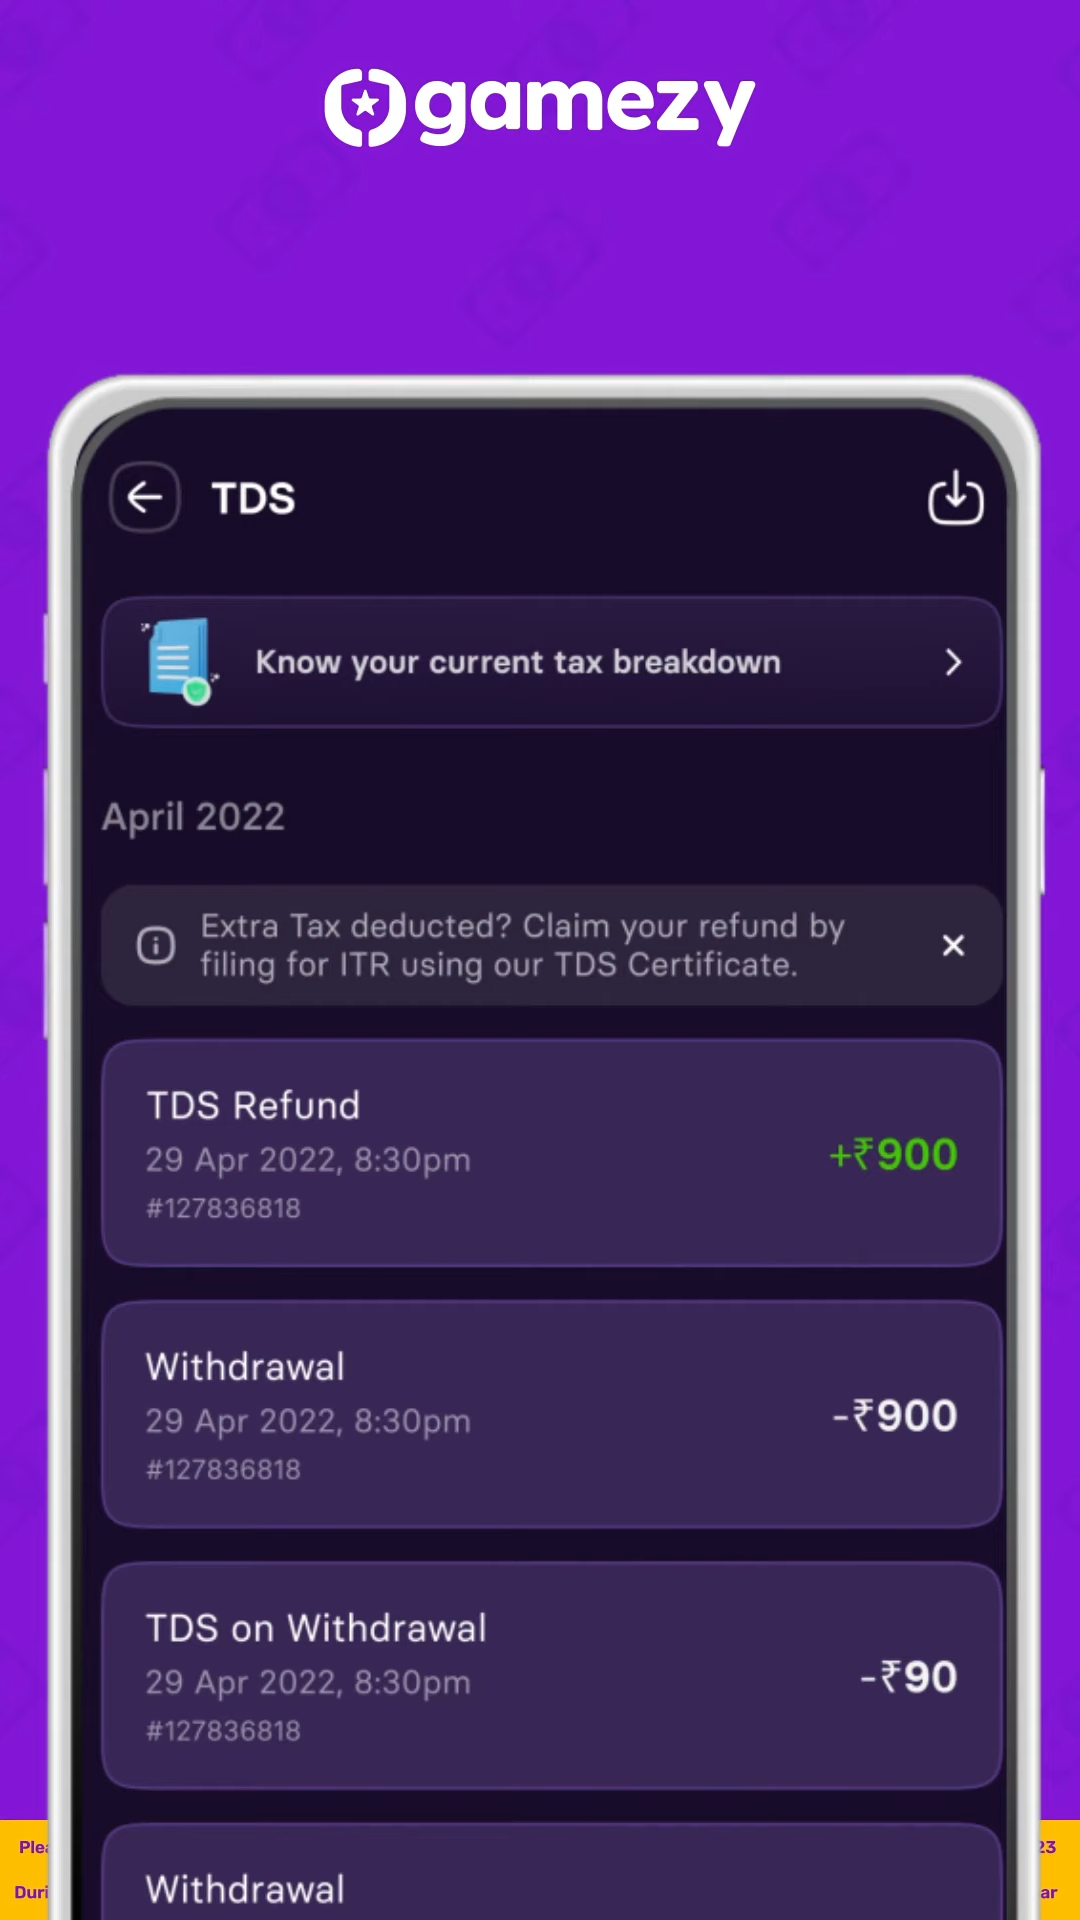 gamezy
TDS
Know your current tax breakdown
April 2022
Extra Tax deducted? Claim your refund by
filing for ITR using our TDS Certificate.
TDS Refund
29 Apr 2022, 8:30pm
+₹900
#127836818
Withdrawal
29 Apr 2022, 8:30pm
-₹900
#127836818
TDS on Withdrawal
29 Apr 2022, 8:30pm
-₹90
#127836818
Withdrawal